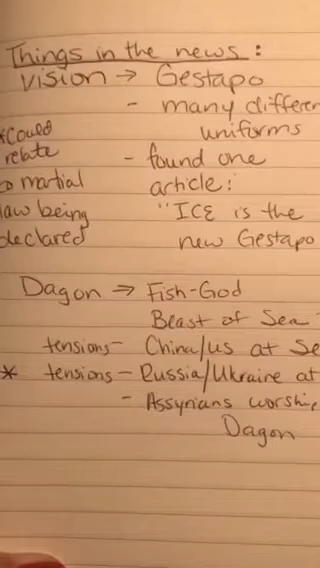 Things in the news:
vision → Gestapo
- many differen
uniforms
*Could
relate
to martial
law being
declared
- found one
article:
"ICE is the
new Gestapo
Dagon → Fish-God
Beast of Sea
tensions- China/US at Se
* tensions- Russia/Ukraine at
- Assyrians worship
Dagon